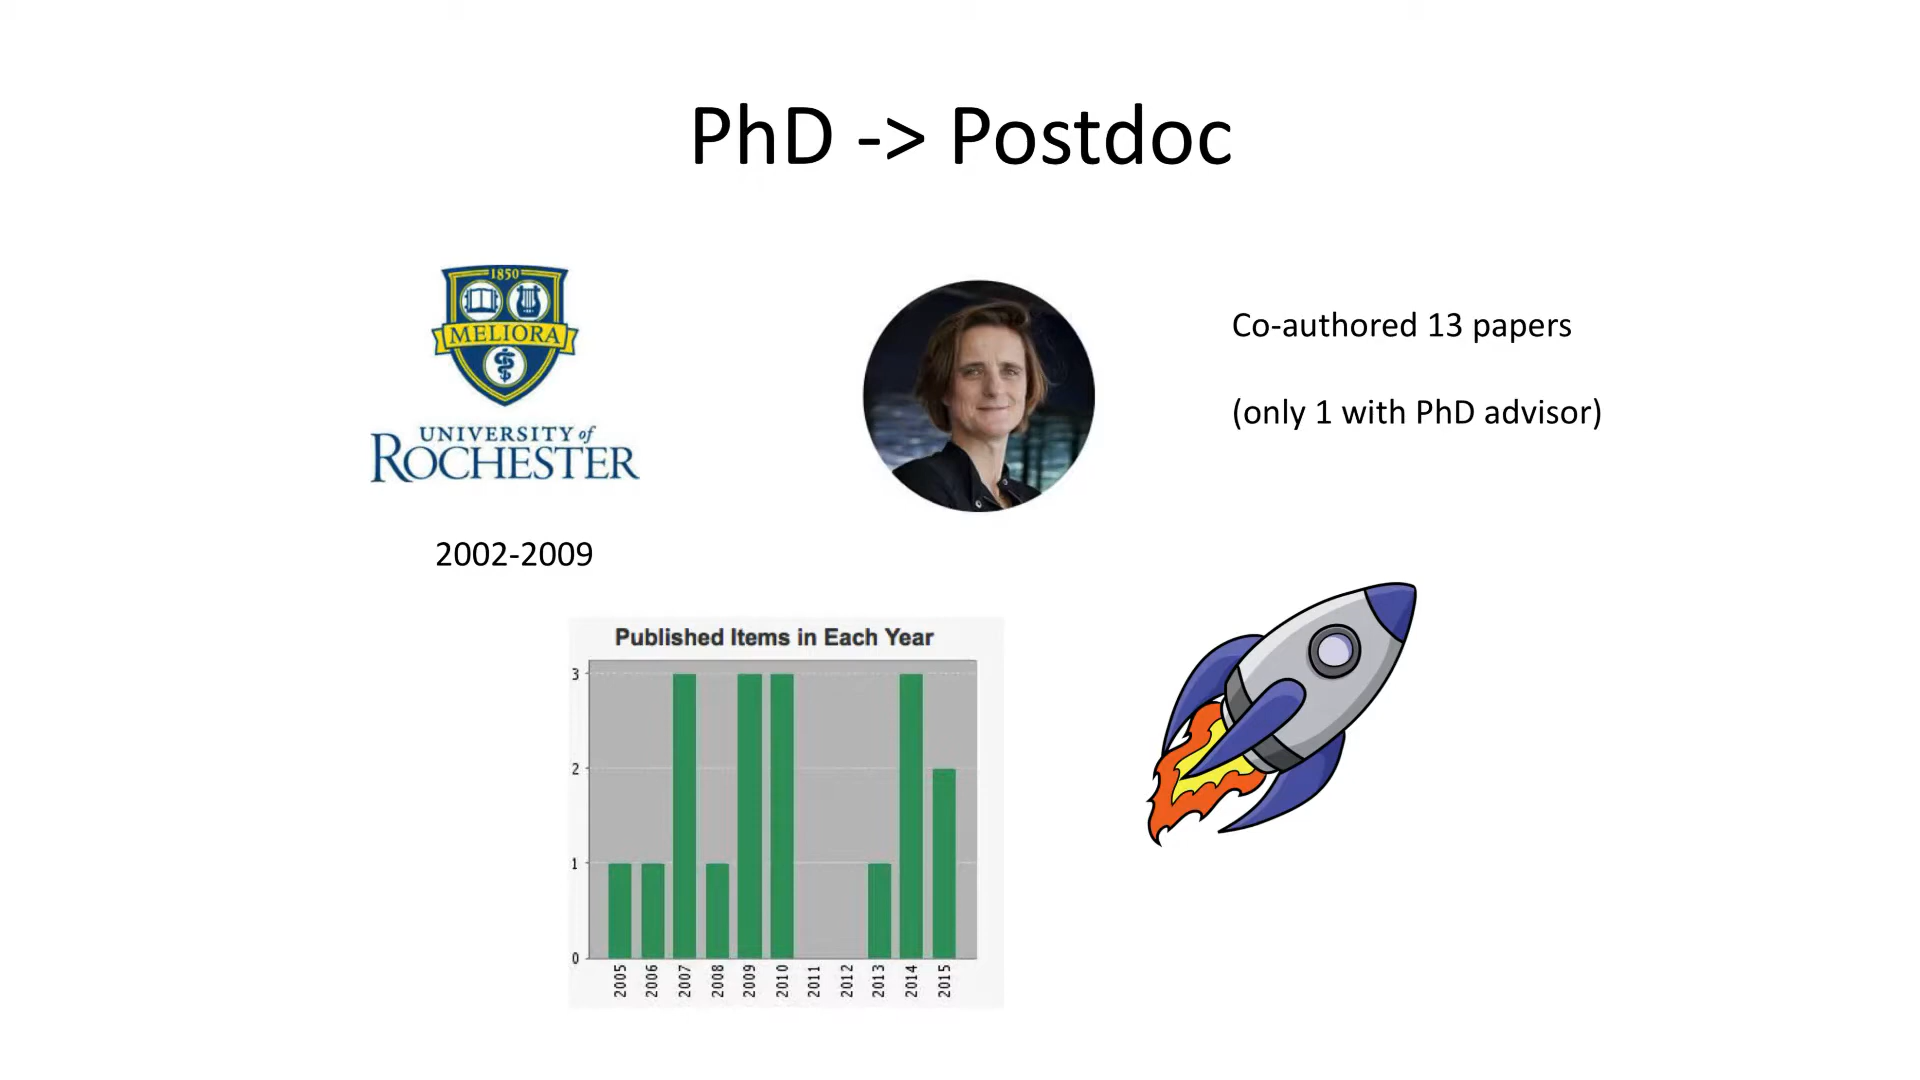 PhD -> Postdoc
1850
MELIORA
UNIVERSITY of
ROCHESTER
2002-2009
Co-authored 13 papers
(only 1 with PhD advisor)
Published Items in Each Year
3
2
1
0
2005
2006
2007
2008
2009
2010
2011
2012
2013
2014
2015